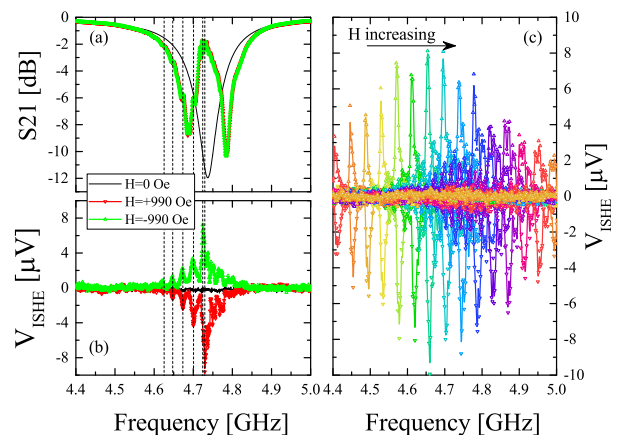 0
-2
-4
-6
-8
-10
-12
S21 [dB]
(a)
H=0 Oe
H=+990 Oe
H=-990 Oe
8
4
0
-4
-8
V_ISHE [µV]
(b)
4.4 4.5 4.6 4.7 4.8 4.9 5.0
Frequency [GHz]
H increasing
(c)
10
8
6
4
2
0
-2
-4
-6
-8
-10
V_ISHE [µV]
4.4 4.5 4.6 4.7 4.8 4.9 5.0
Frequency [GHz]